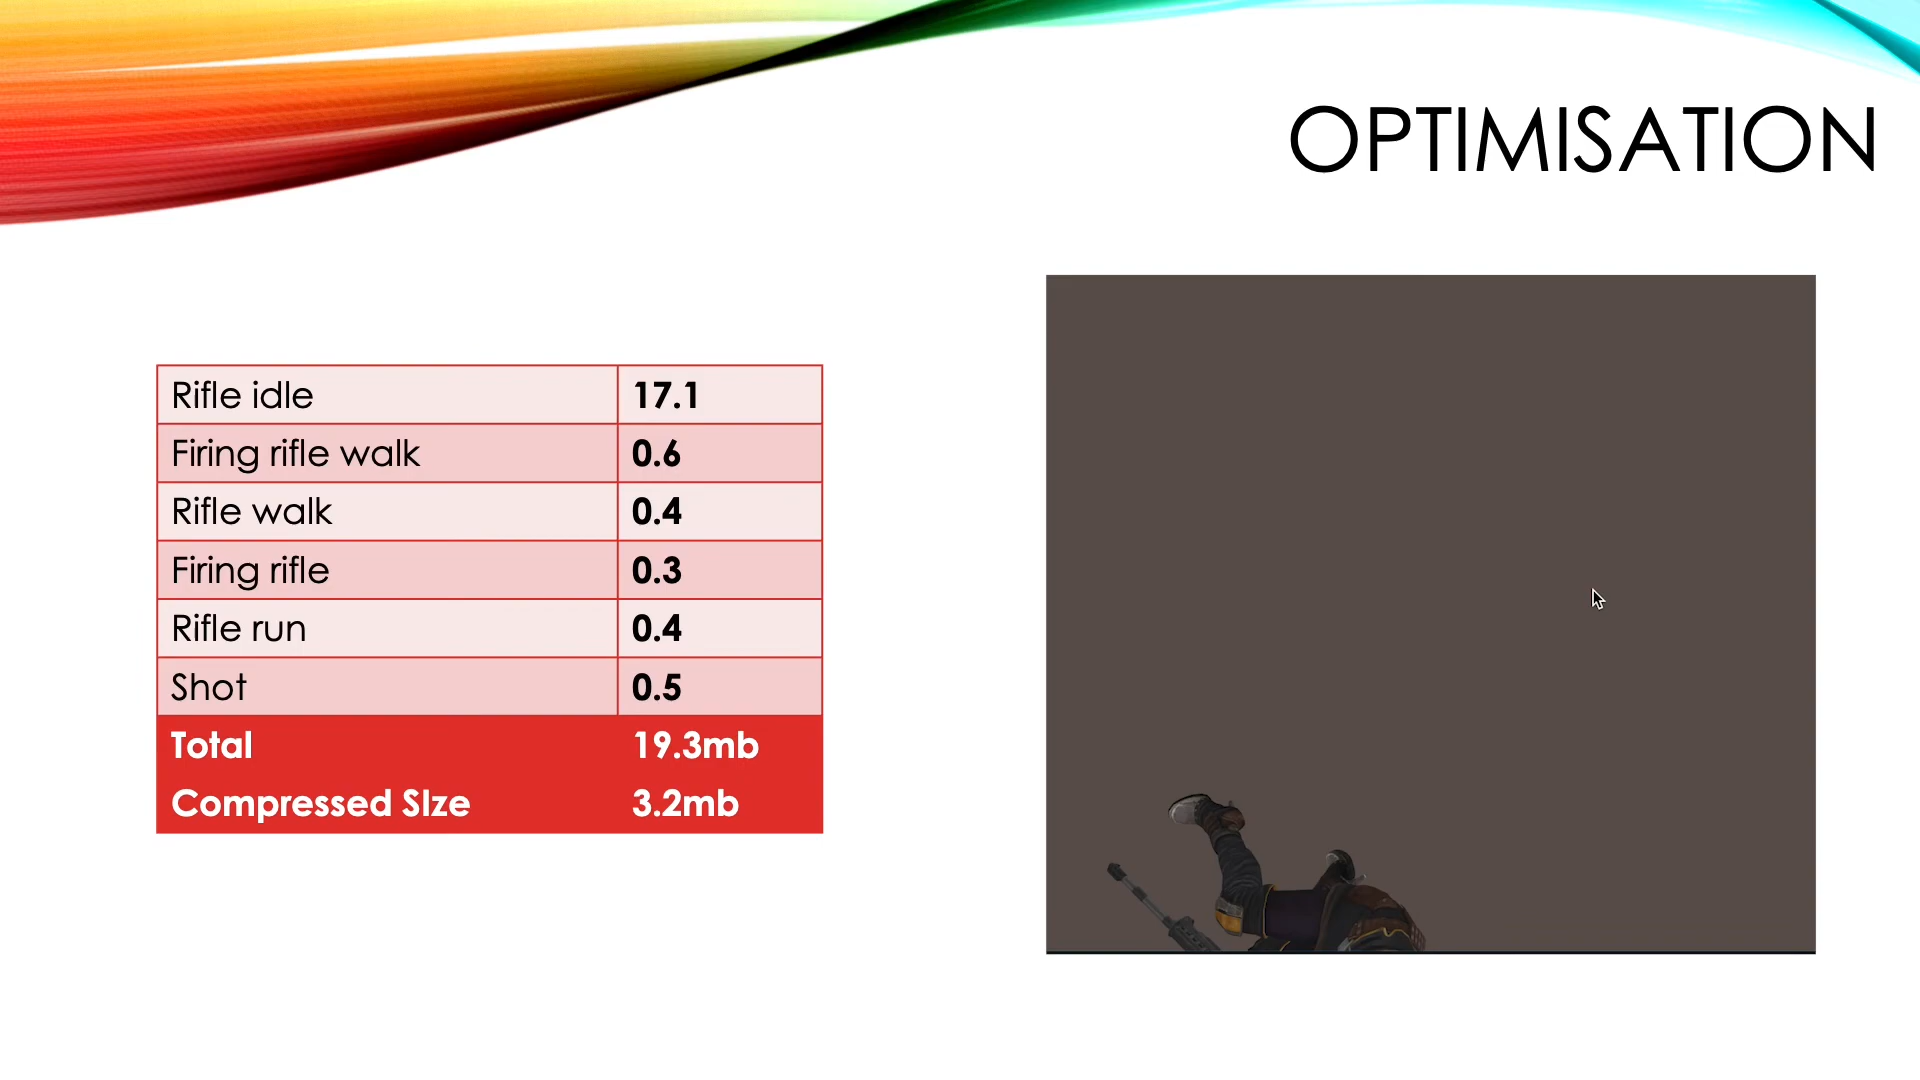 OPTIMISATION
Rifle idle 17.1
Firing rifle walk 0.6
Rifle walk 0.4
Firing rifle 0.3
Rifle run 0.4
Shot 0.5
Total 19.3mb
Compressed SIze 3.2mb